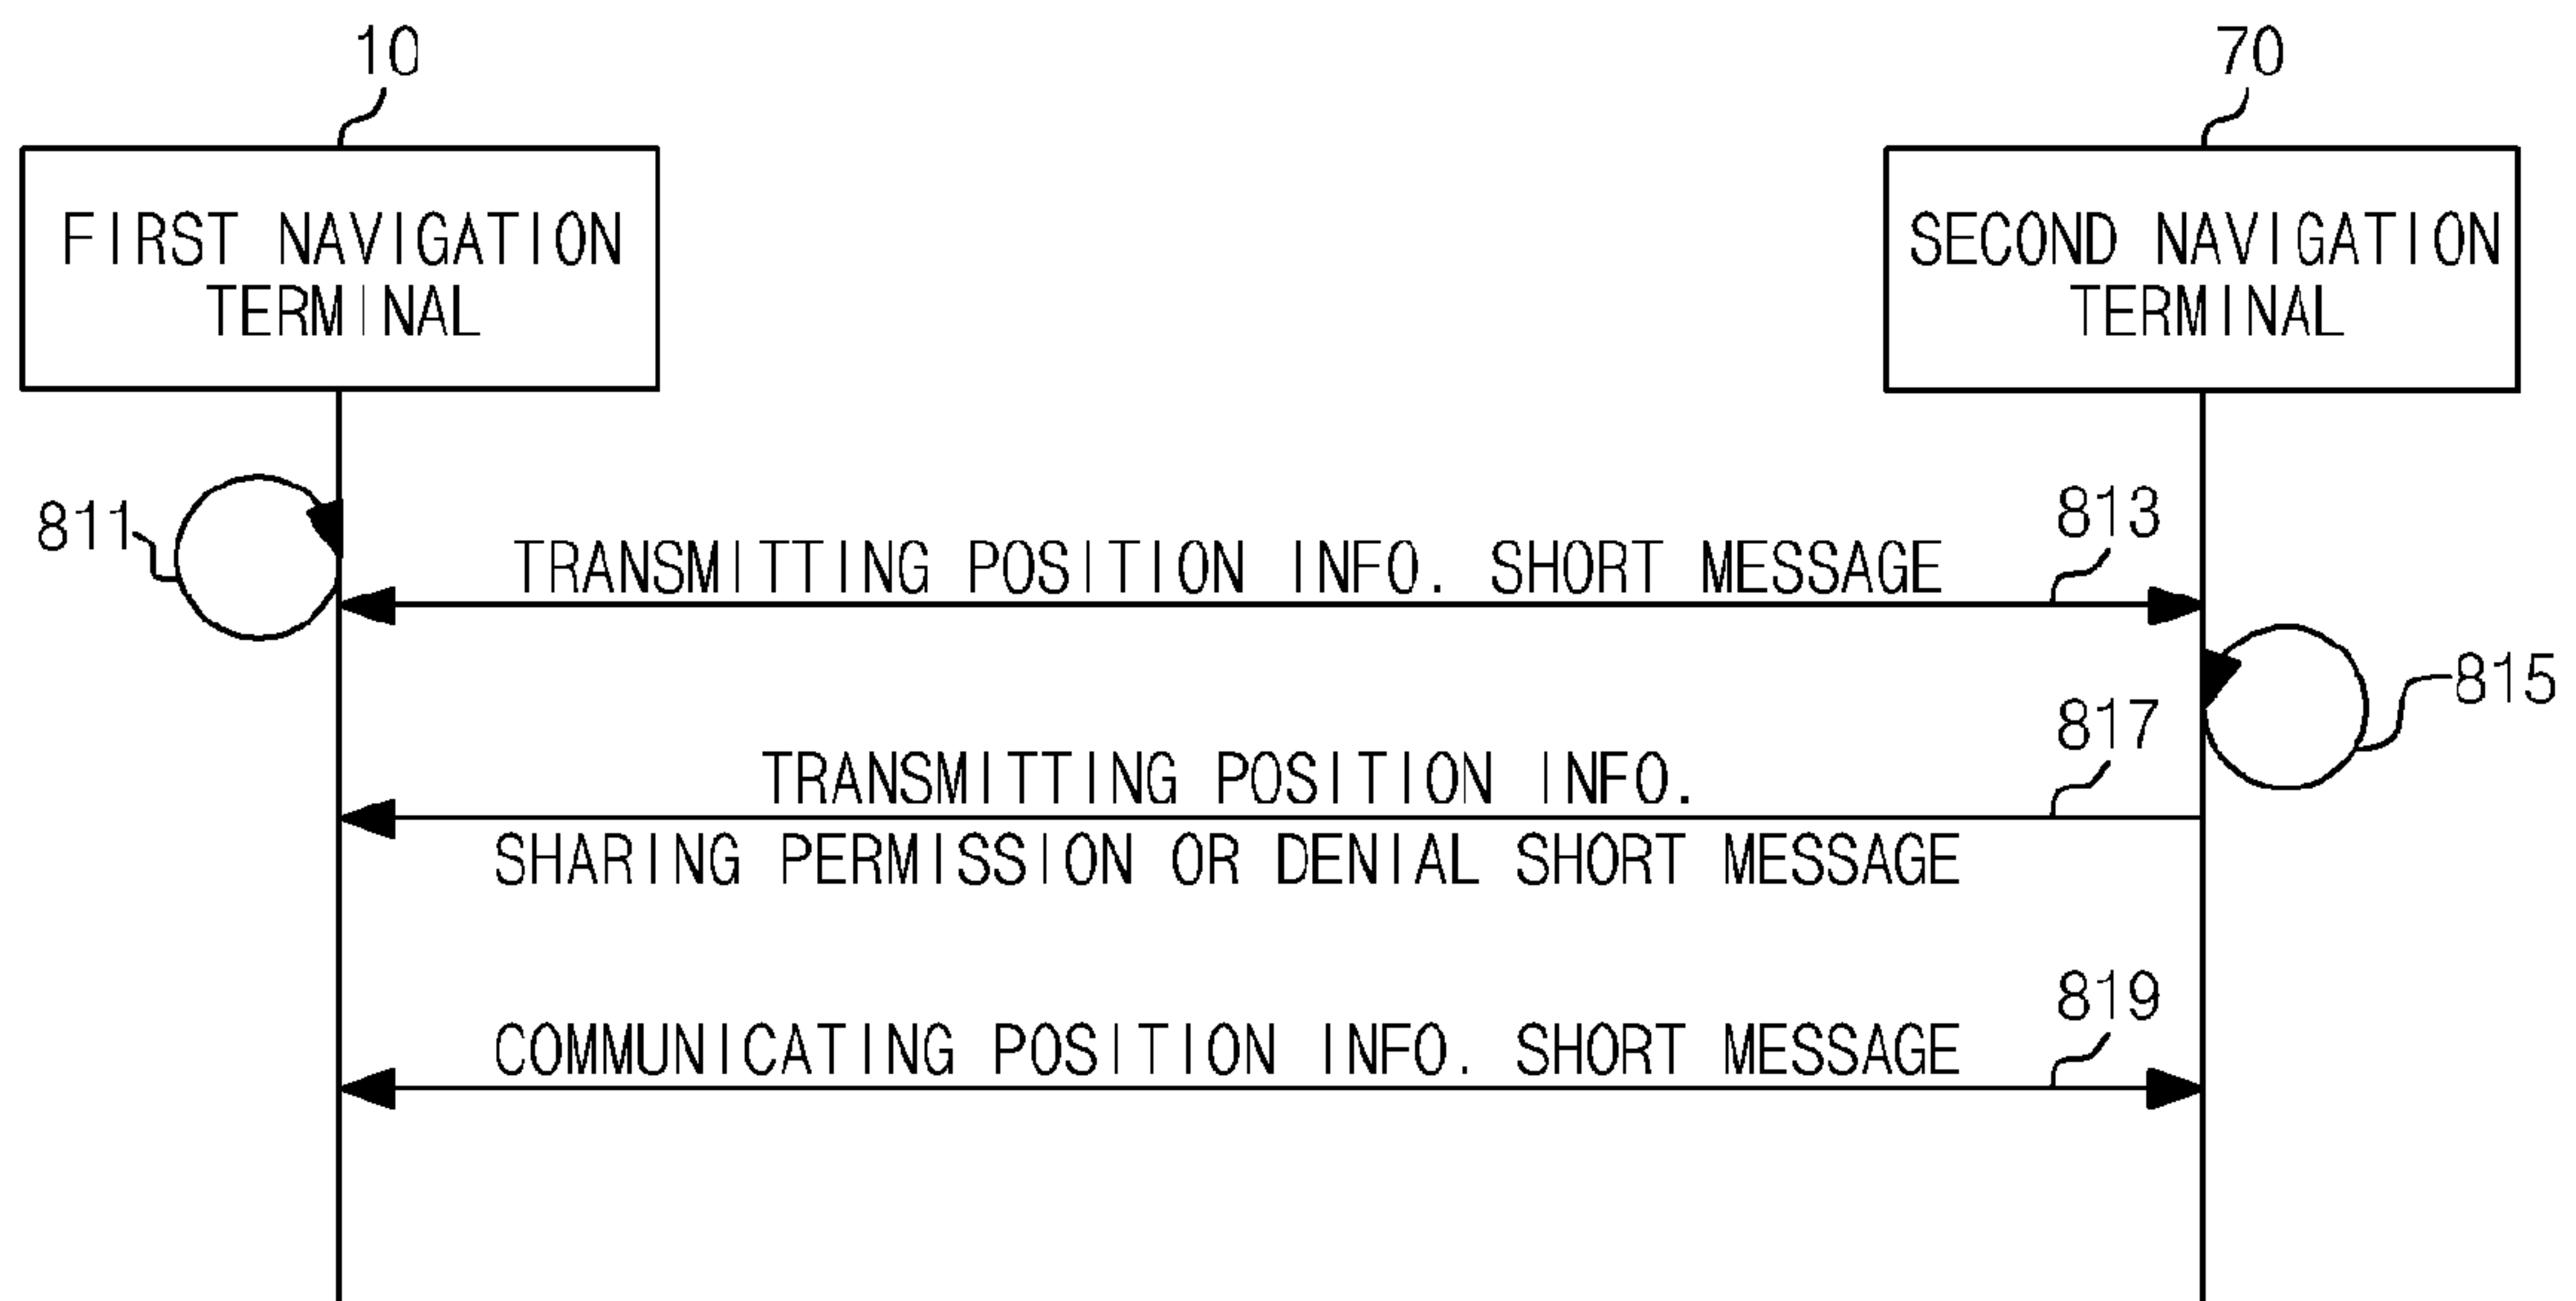 10
70
FIRST NAVIGATION
TERMINAL
SECOND NAVIGATION
TERMINAL
811
813
TRANSMITTING POSITION INFO. SHORT MESSAGE
815
817
TRANSMITTING POSITION INFO.
SHARING PERMISSION OR DENIAL SHORT MESSAGE
819
COMMUNICATING POSITION INFO. SHORT MESSAGE